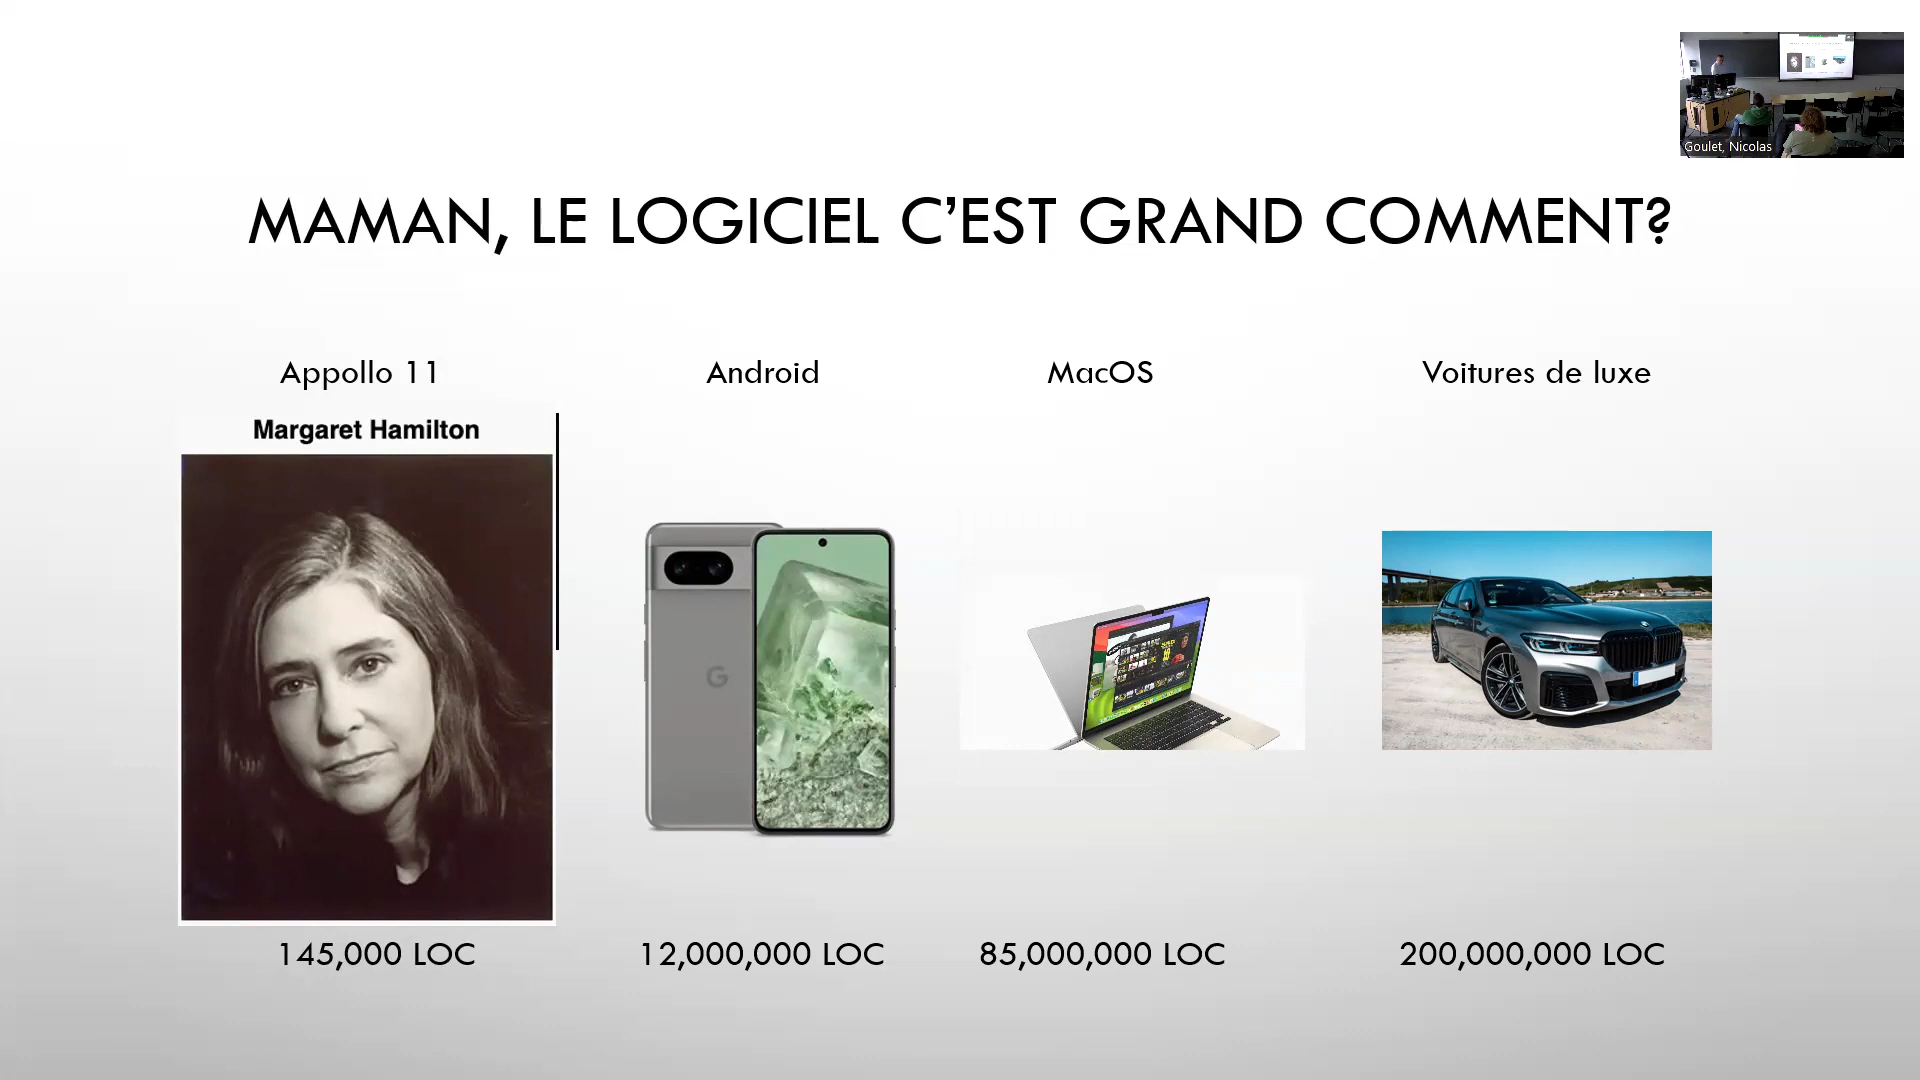 Goulet, Nicolas
MAMAN, LE LOGICIEL C’EST GRAND COMMENT?
Appollo 11
Android
MacOS
Voitures de luxe
Margaret Hamilton
G
145,000 LOC
12,000,000 LOC
85,000,000 LOC
200,000,000 LOC